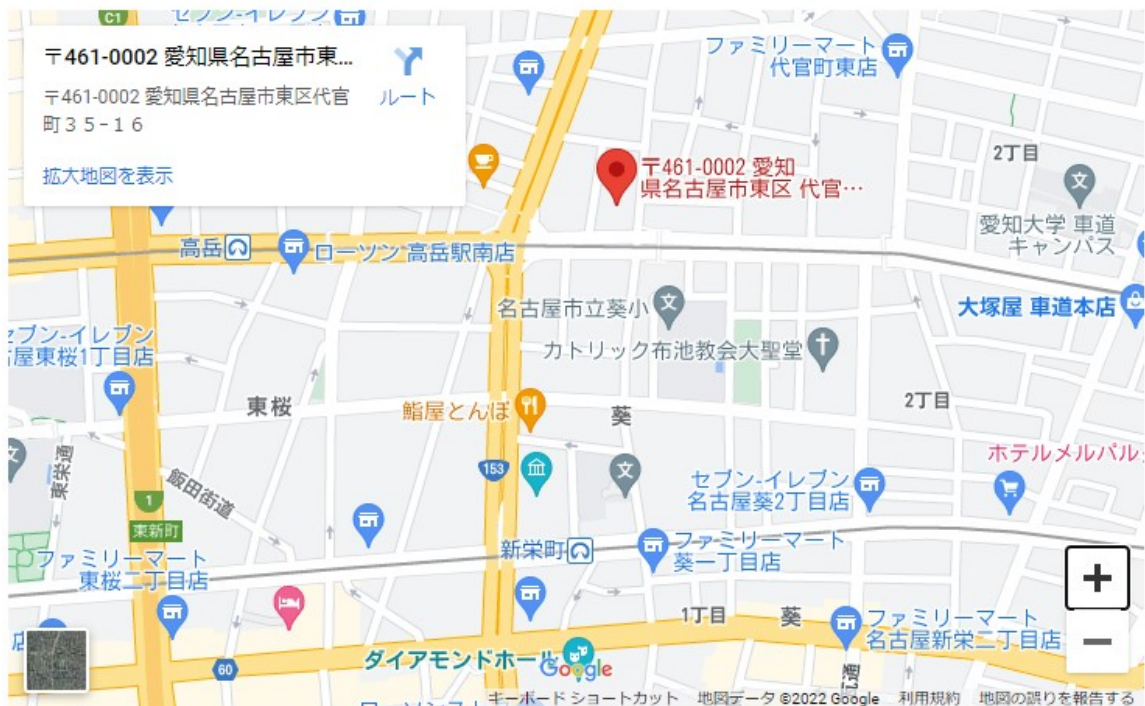 C1
セブン-イレブン
〒461-0002 愛知県名古屋市東...
〒461-0002 愛知県名古屋市東区代官
町３５-１６
ルート
拡大地図を表示
ファミリーマート
代官町東店
〒461-0002 愛知
県名古屋市東区 代官…
2丁目
愛知大学 車道
キャンパス
高岳
ローソン 高岳駅南店
名古屋市立葵小
大塚屋 車道本店
セブン-イレブン
古屋東桜1丁目店
カトリック布池教会大聖堂
東桜
鮨屋とんぼ
葵
2丁目
ホテルメルパル
東栄通
飯田街道
153
セブン-イレブン
名古屋葵2丁目店
1
東新町
ファミリーマート
東桜二丁目店
新栄町
ファミリーマート
葵一丁目店
1丁目
葵
ファミリーマート
名古屋新栄二丁目店
店
60
ダイアモンドホール
Google
キーボード ショートカット
地図データ ©2022 Google
利用規約
地図の誤りを報告する